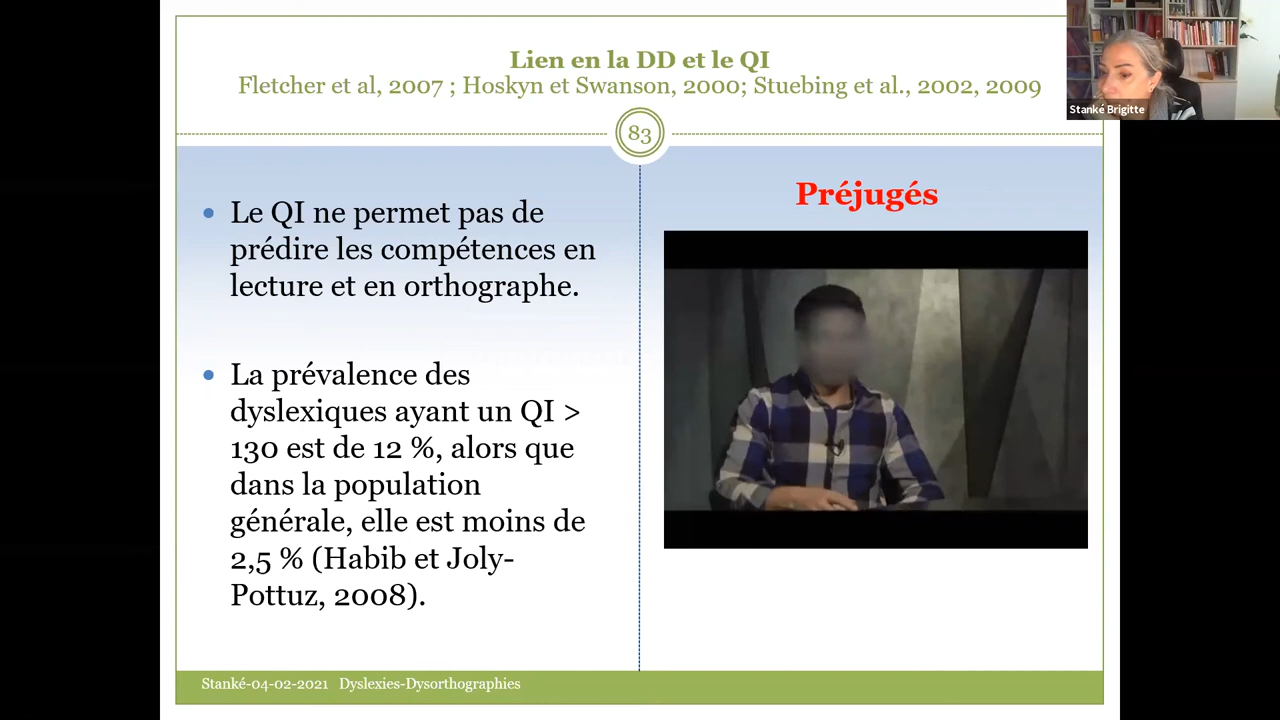 Lien en la DD et le QI
Fletcher et al, 2007 ; Hoskyn et Swanson, 2000; Stuebing et al., 2002, 2009
83
Le QI ne permet pas de
prédire les compétences en
lecture et en orthographe.
La prévalence des
dyslexiques ayant un QI >
130 est de 12 %, alors que
dans la population
générale, elle est moins de
2,5 % (Habib et Joly-
Pottuz, 2008).
Préjugés
Stanké-04-02-2021 Dyslexies-Dysorthographies
Stanké Brigitte